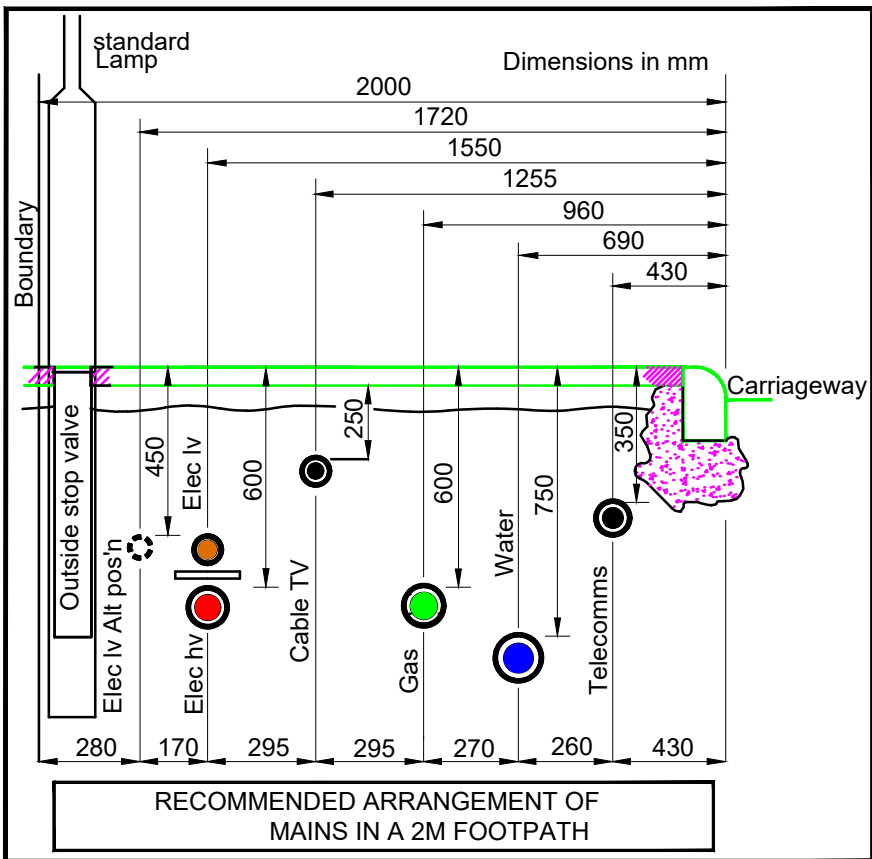 standard
Lamp
Dimensions in mm
2000
1720
1550
1255
960
690
430
Boundary
Carriageway
450
Elec lv
600
250
600
750
350
Outside stop valve
Elec lv Alt pos'n
Elec hv
Cable TV
Gas
Water
Telecomms
280
170
295
295
270
260
430
RECOMMENDED ARRANGEMENT OF
MAINS IN A 2M FOOTPATH